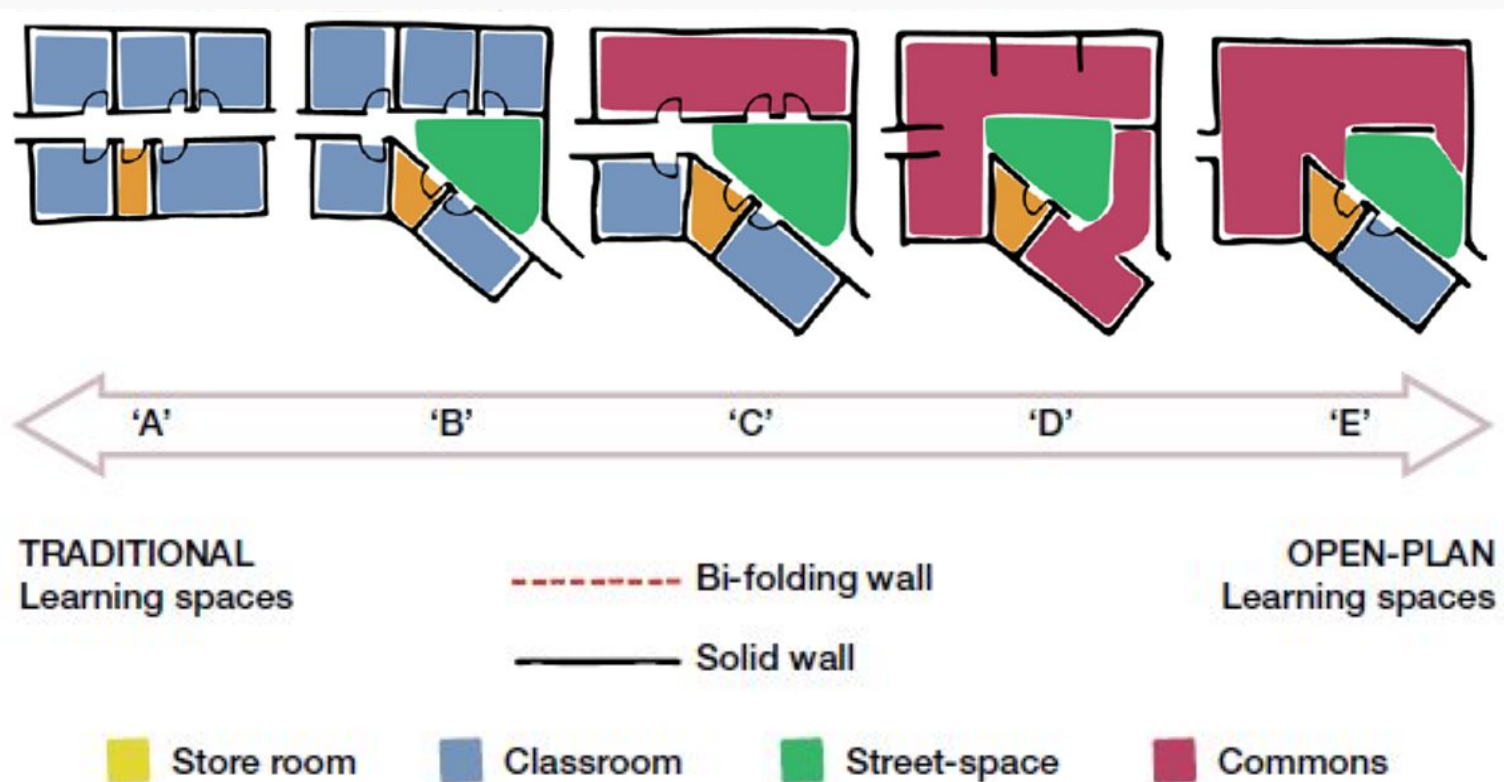 ‘A’ ‘B’ ‘C’ ‘D’ ‘E’
TRADITIONAL
Learning spaces
Bi-folding wall
Solid wall
OPEN-PLAN
Learning spaces
Store room Classroom Street-space Commons